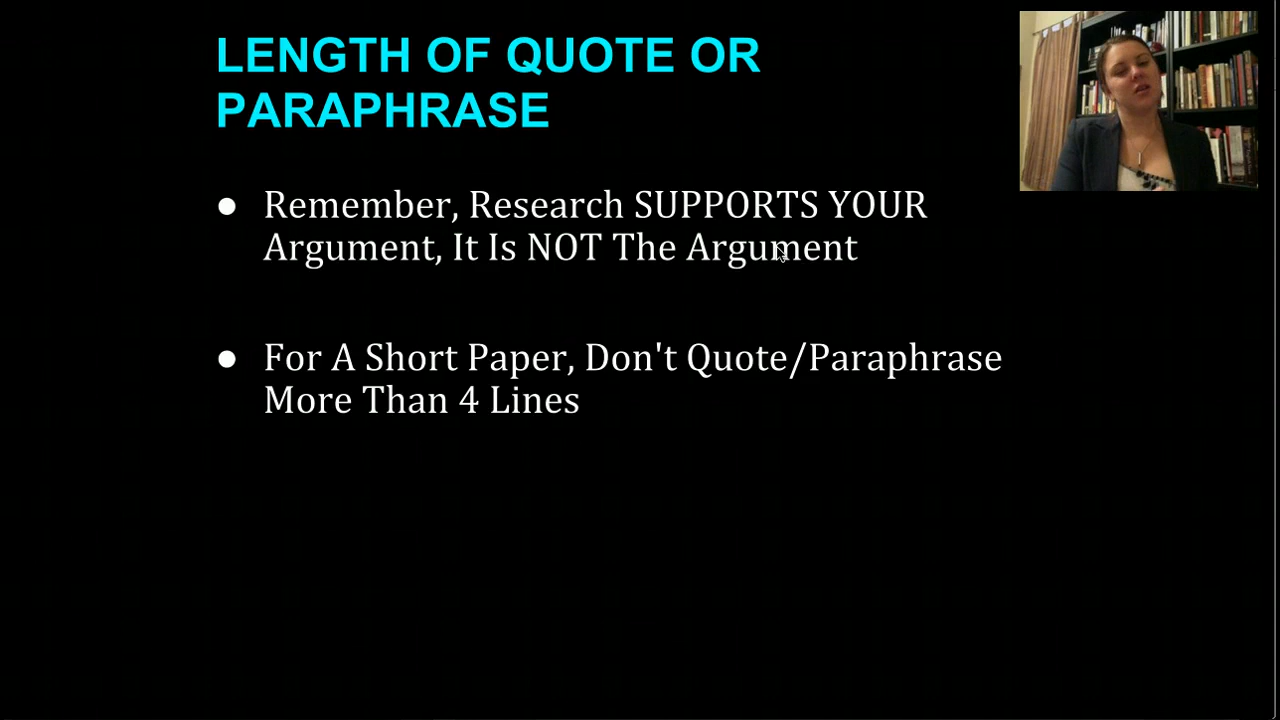 LENGTH OF QUOTE OR
PARAPHRASE
● Remember, Research SUPPORTS YOUR
Argument, It Is NOT The Argument
● For A Short Paper, Don't Quote/Paraphrase
More Than 4 Lines